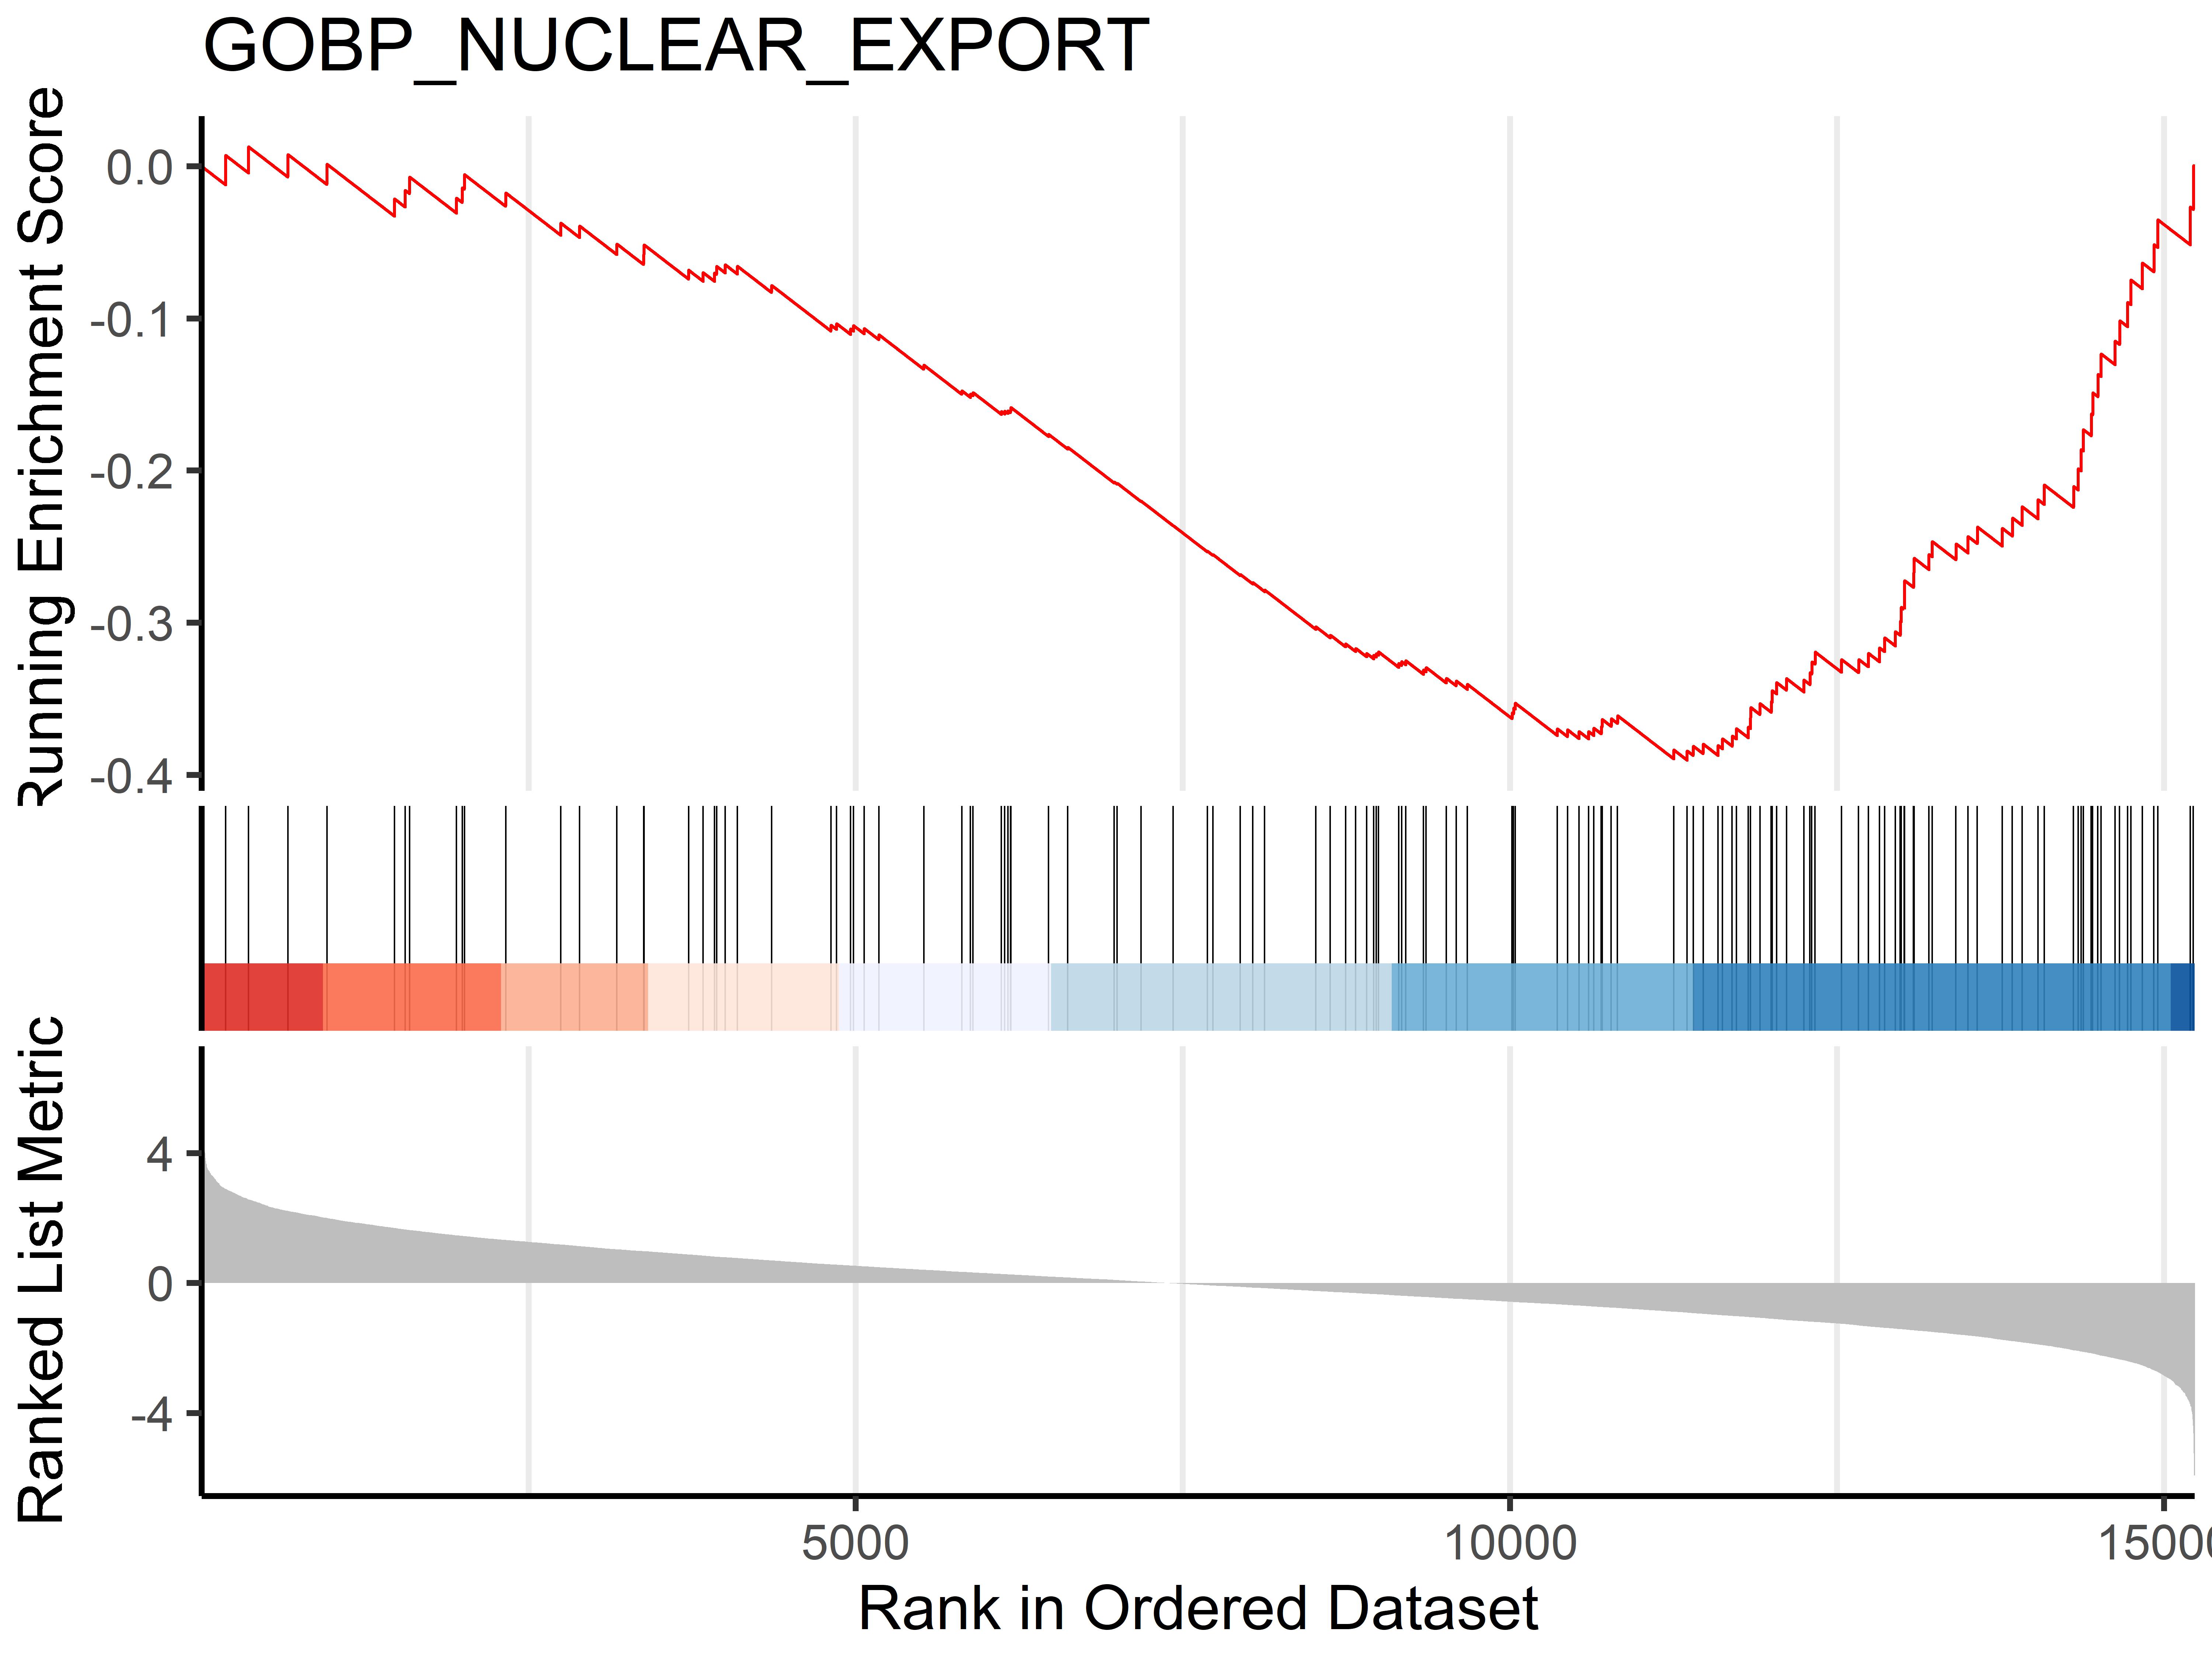 GOBP_NUCLEAR_EXPORT
Running Enrichment Score
0.0
-0.1
-0.2
-0.3
-0.4
Ranked List Metric
4
0
-4
5000
10000
15000
Rank in Ordered Dataset